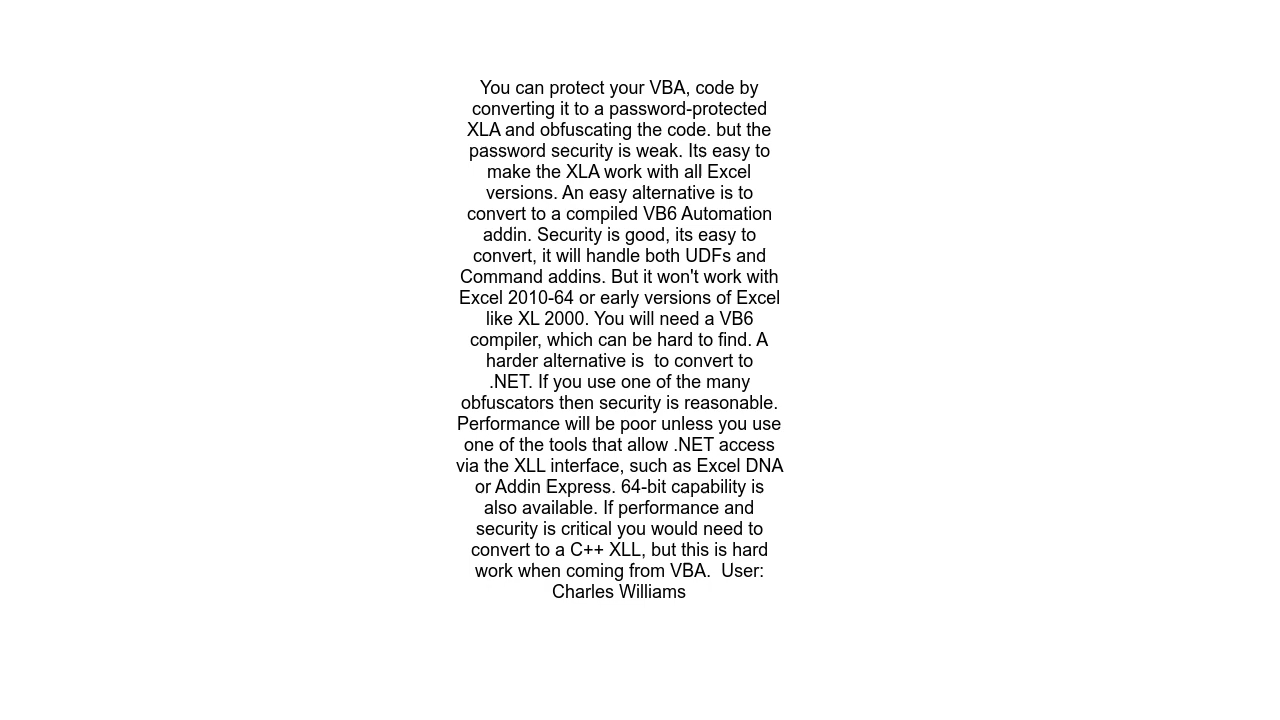 You can protect your VBA, code by
converting it to a password-protected
XLA and obfuscating the code. but the
password security is weak. Its easy to
make the XLA work with all Excel
versions. An easy alternative is to
convert to a compiled VB6 Automation
addin. Security is good, its easy to
convert, it will handle both UDFs and
Command addins. But it won't work with
Excel 2010-64 or early versions of Excel
like XL 2000. You will need a VB6
compiler, which can be hard to find. A
harder alternative is  to convert to
.NET. If you use one of the many
obfuscators then security is reasonable.
Performance will be poor unless you use
one of the tools that allow .NET access
via the XLL interface, such as Excel DNA
or Addin Express. 64-bit capability is
also available. If performance and
security is critical you would need to
convert to a C++ XLL, but this is hard
work when coming from VBA.  User:
Charles Williams